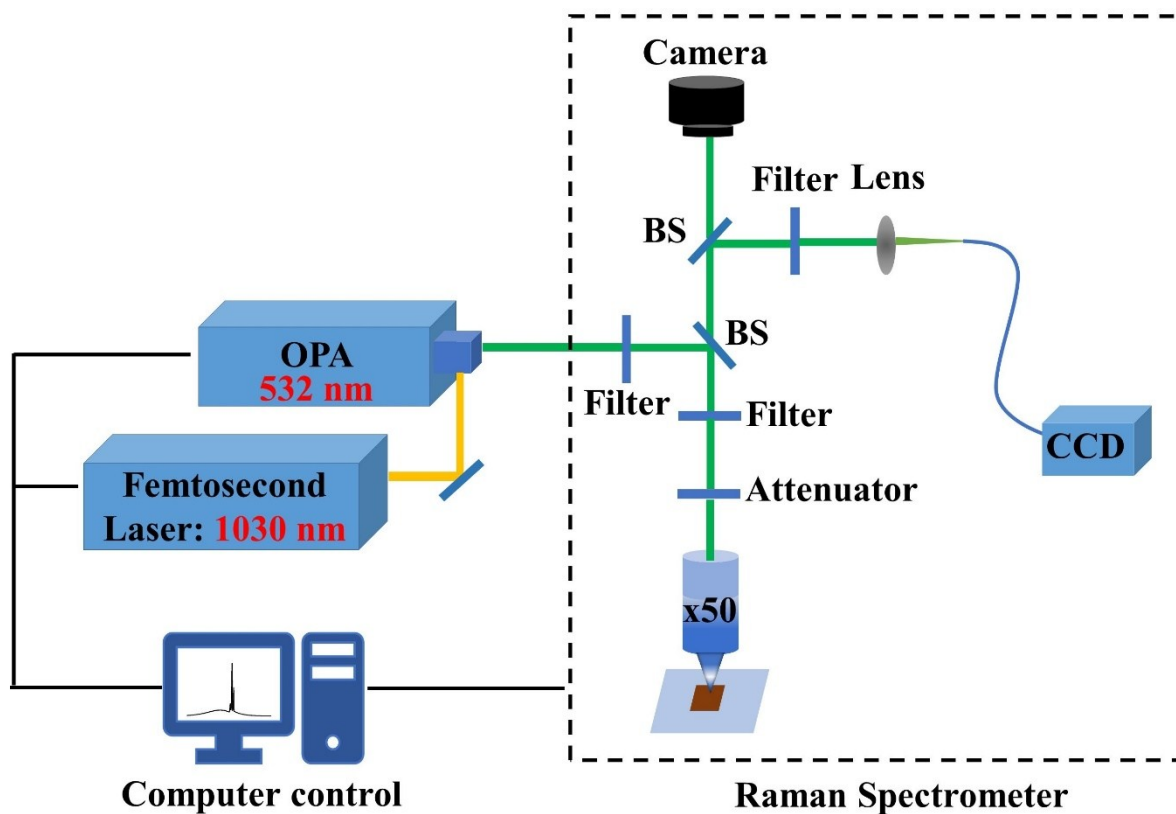 Camera
Filter Lens
BS
BS
OPA
532 nm
Filter
Filter
Femtosecond
Laser: 1030 nm
Attenuator
CCD
x50
Computer control
Raman Spectrometer